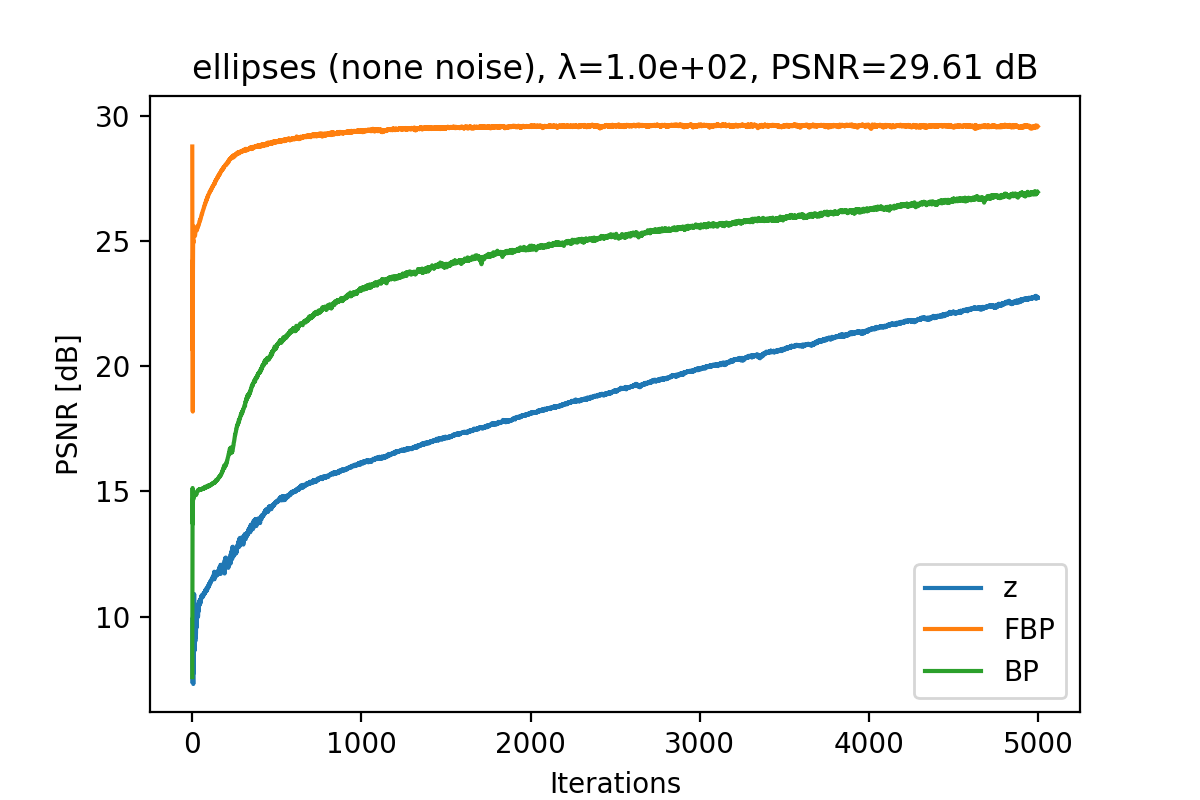 ellipses (none noise), λ=1.0e+02, PSNR=29.61 dB
30
25
20
15
10
PSNR [dB]
z
FBP
BP
0 1000 2000 3000 4000 5000
Iterations